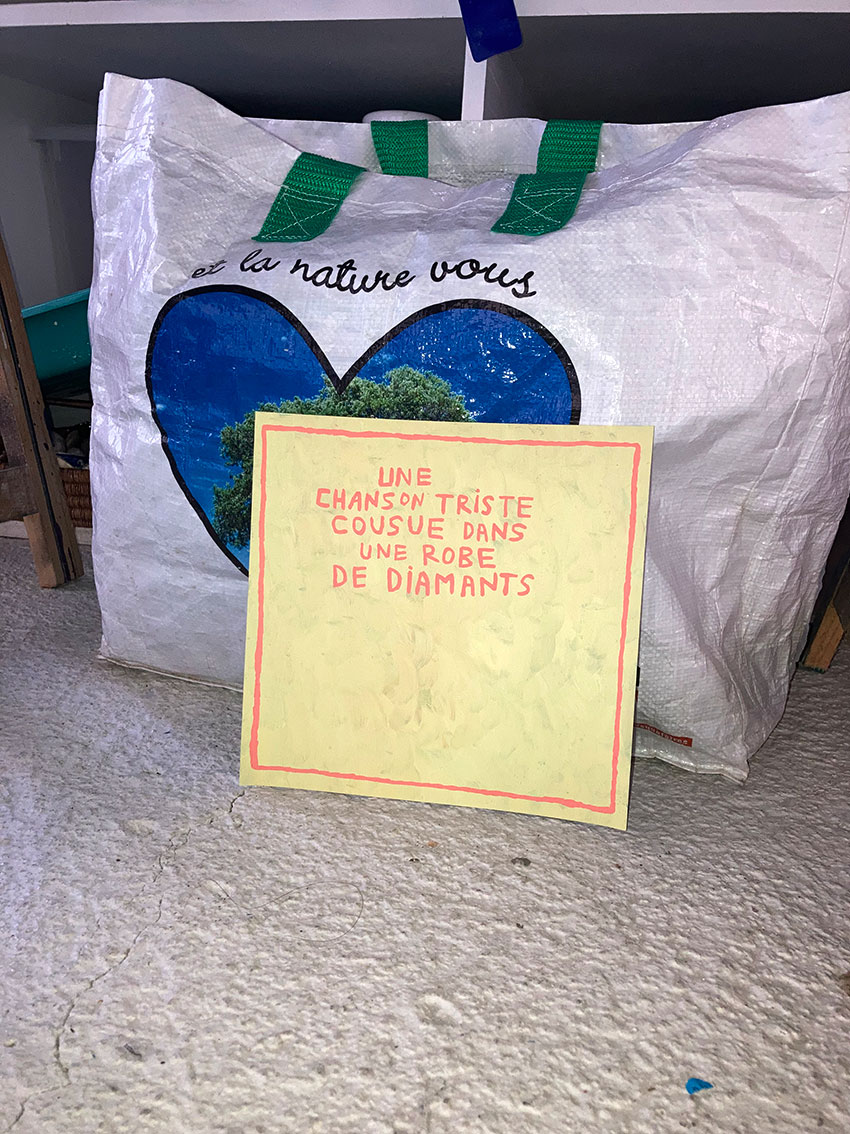 et la nature vous
UNE
CHANSON TRISTE
COUSUE DANS
UNE ROBE
DE DIAMANTS